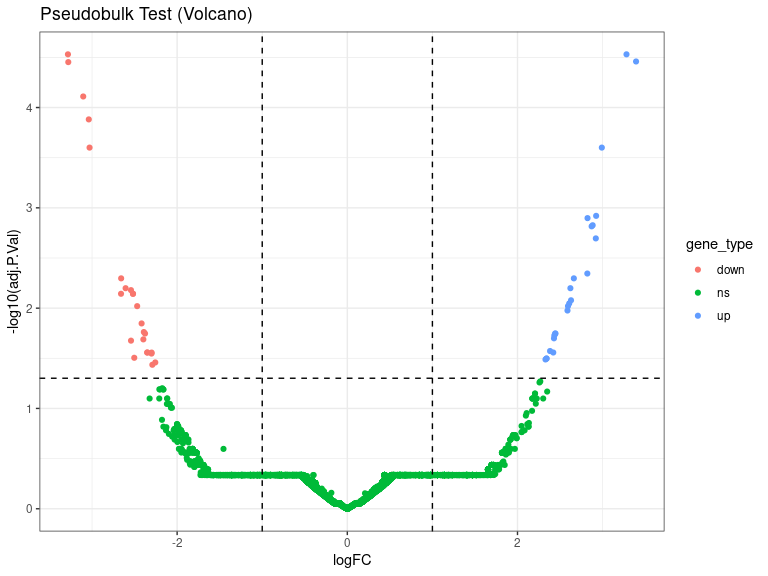 Pseudobulk Test (Volcano)
-log10(adj.P.Val)
4
3
2
1
0
-2
0
2
logFC
gene_type
down
ns
up